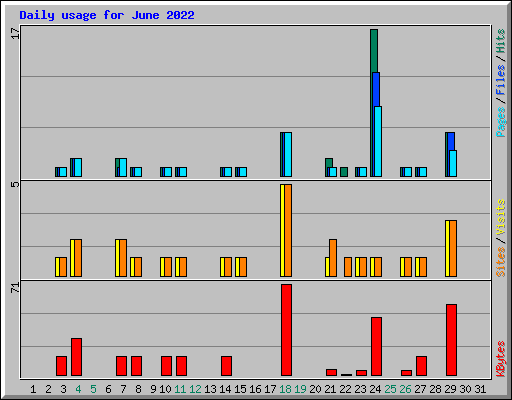 Daily usage for June 2022
17
5
71
Pages / Files / Hits
Sites / Visits
KBytes
1 2 3 4 5 6 7 8 9 10 11 12 13 14 15 16 17 18 19 20 21 22 23 24 25 26 27 28 29 30 31